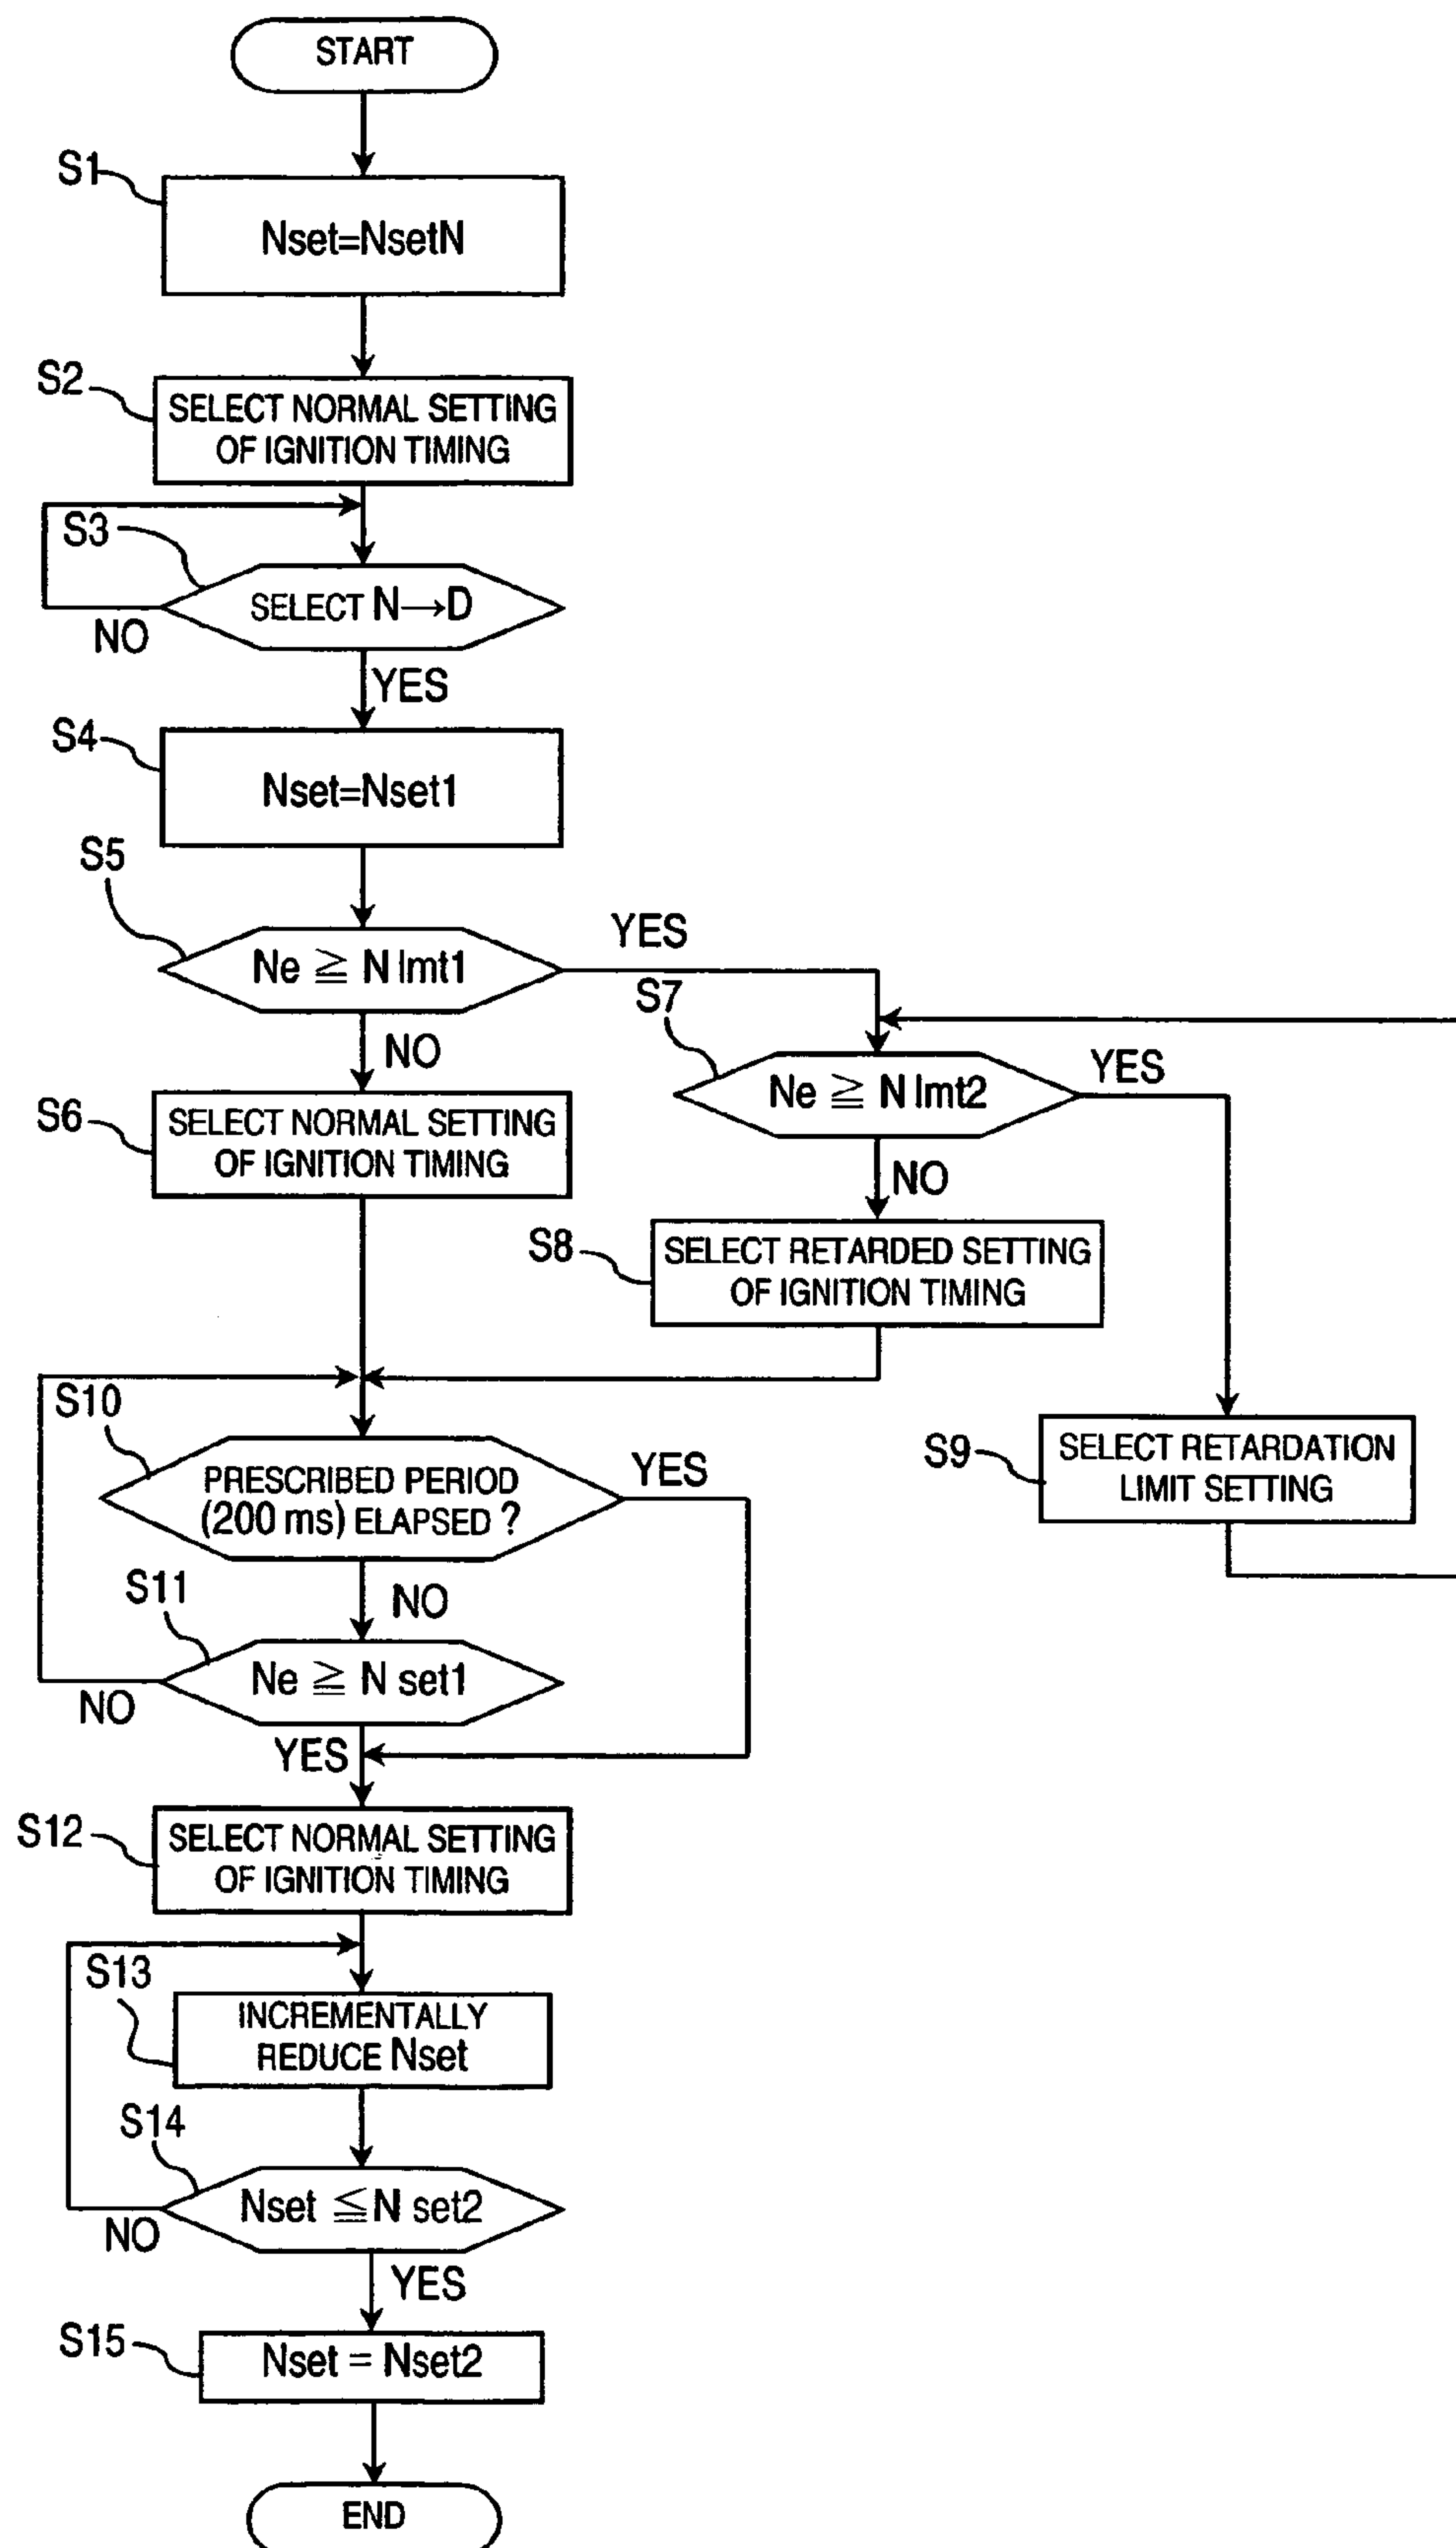 START
S1
Nset=NsetN
S2
SELECT NORMAL SETTING
OF IGNITION TIMING
S3
SELECT N→D
NO
YES
S4
Nset=Nset1
S5
Ne ≧ N lmt1
YES
NO
S7
Ne ≧ N lmt2
YES
NO
S6
SELECT NORMAL SETTING
OF IGNITION TIMING
S8
SELECT RETARDED SETTING
OF IGNITION TIMING
S9
SELECT RETARDATION
LIMIT SETTING
S10
PRESCRIBED PERIOD
(200 ms) ELAPSED ?
YES
NO
S11
Ne ≧ N set1
NO
YES
S12
SELECT NORMAL SETTING
OF IGNITION TIMING
S13
INCREMENTALLY
REDUCE Nset
S14
Nset ≦ N set2
NO
YES
S15
Nset = Nset2
END